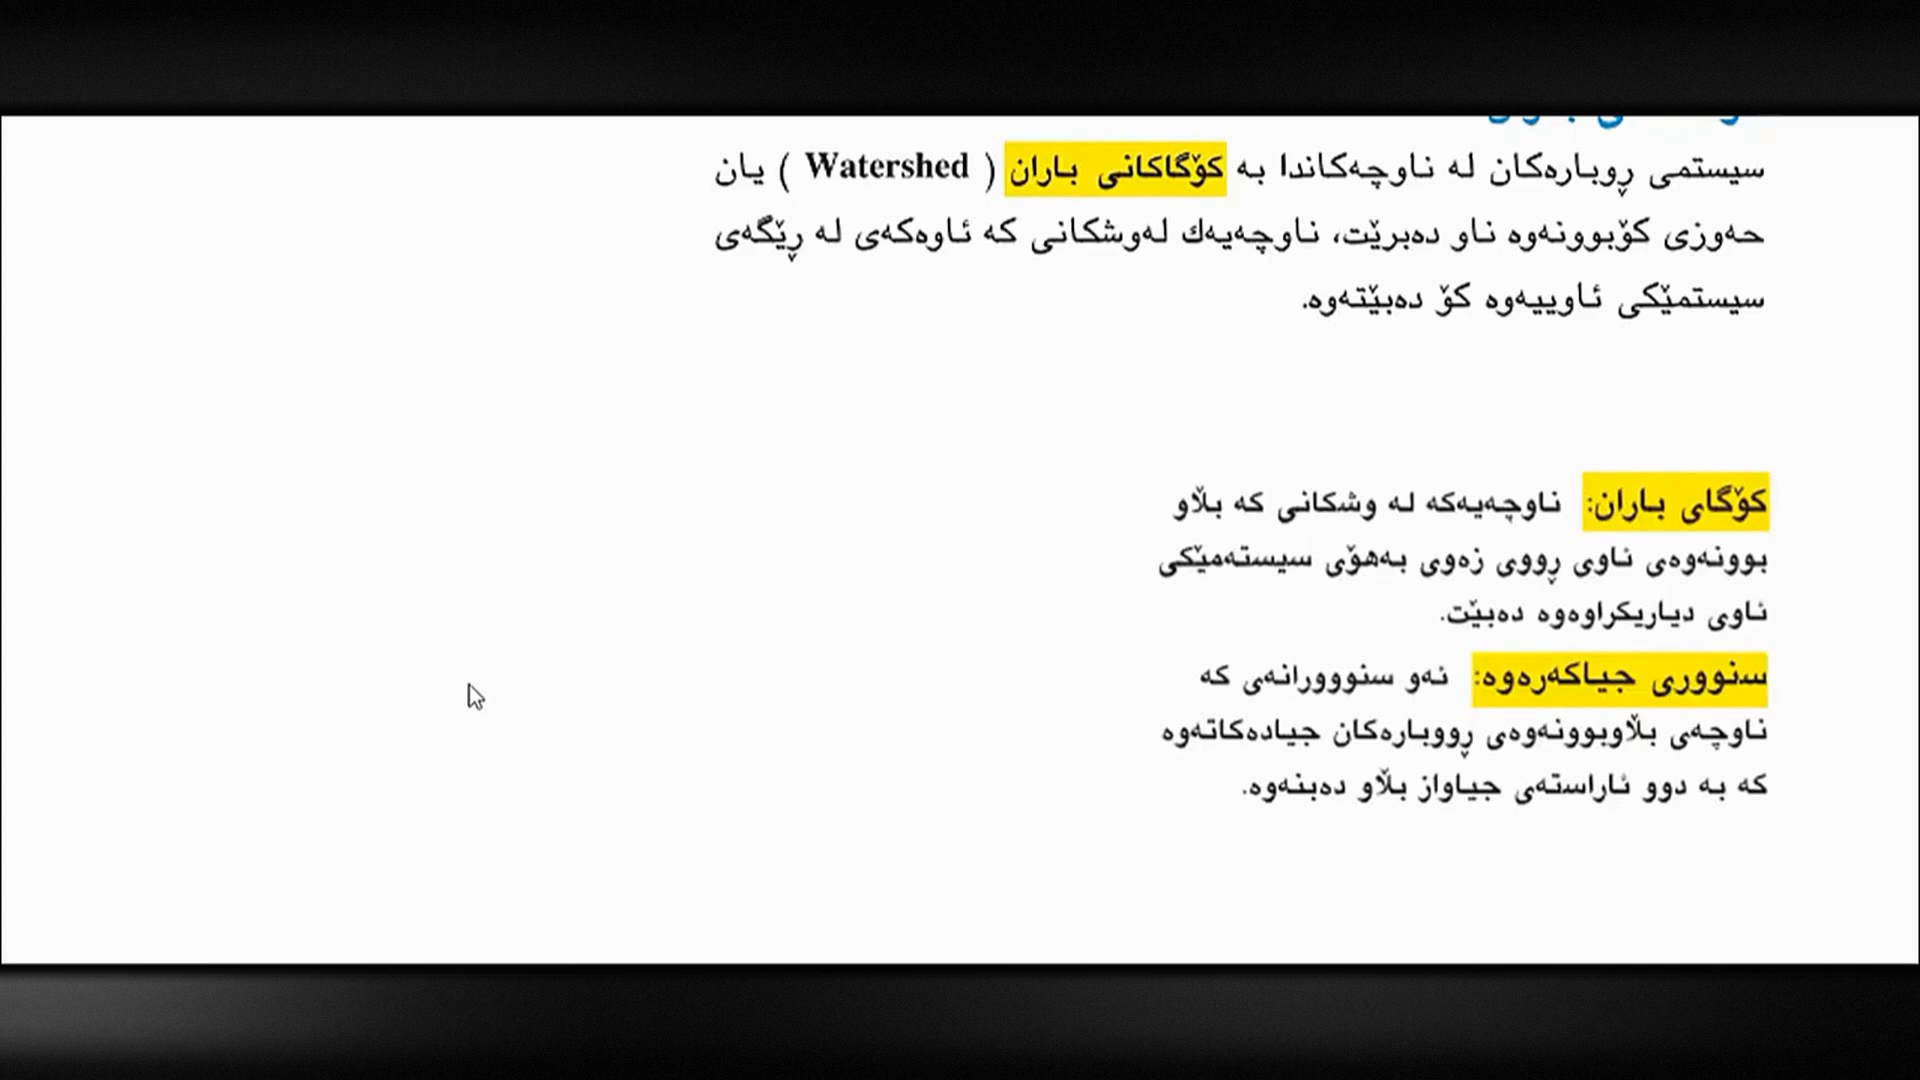 سیستمی ڕوبارەکان لە ناوچەکاندا بە کۆگاکانی باران ( Watershed ) یان
حەوزی کۆبوونەوە ناو دەبرێت، ناوچەیەك لەوشکانی کە ئاوەکەی لە ڕێگەی
سیستمێکی ئاوییەوە کۆ دەبێتەوە.
کۆگای باران: ناوچەیەکە لە وشکانی کە بڵاو
بوونەوەی ئاوی ڕووی زەوی بەهۆی سیستەمێکی
ئاوی دیاریکراوەوە دەبێت.
سنووری جیاکەرەوە: ئەو سنووورانەی کە
ناوچەی بڵاوبوونەوەی ڕووبارەکان جیادەکاتەوە
کە بە دوو ئاراستەی جیاواز بڵاو دەبنەوە.